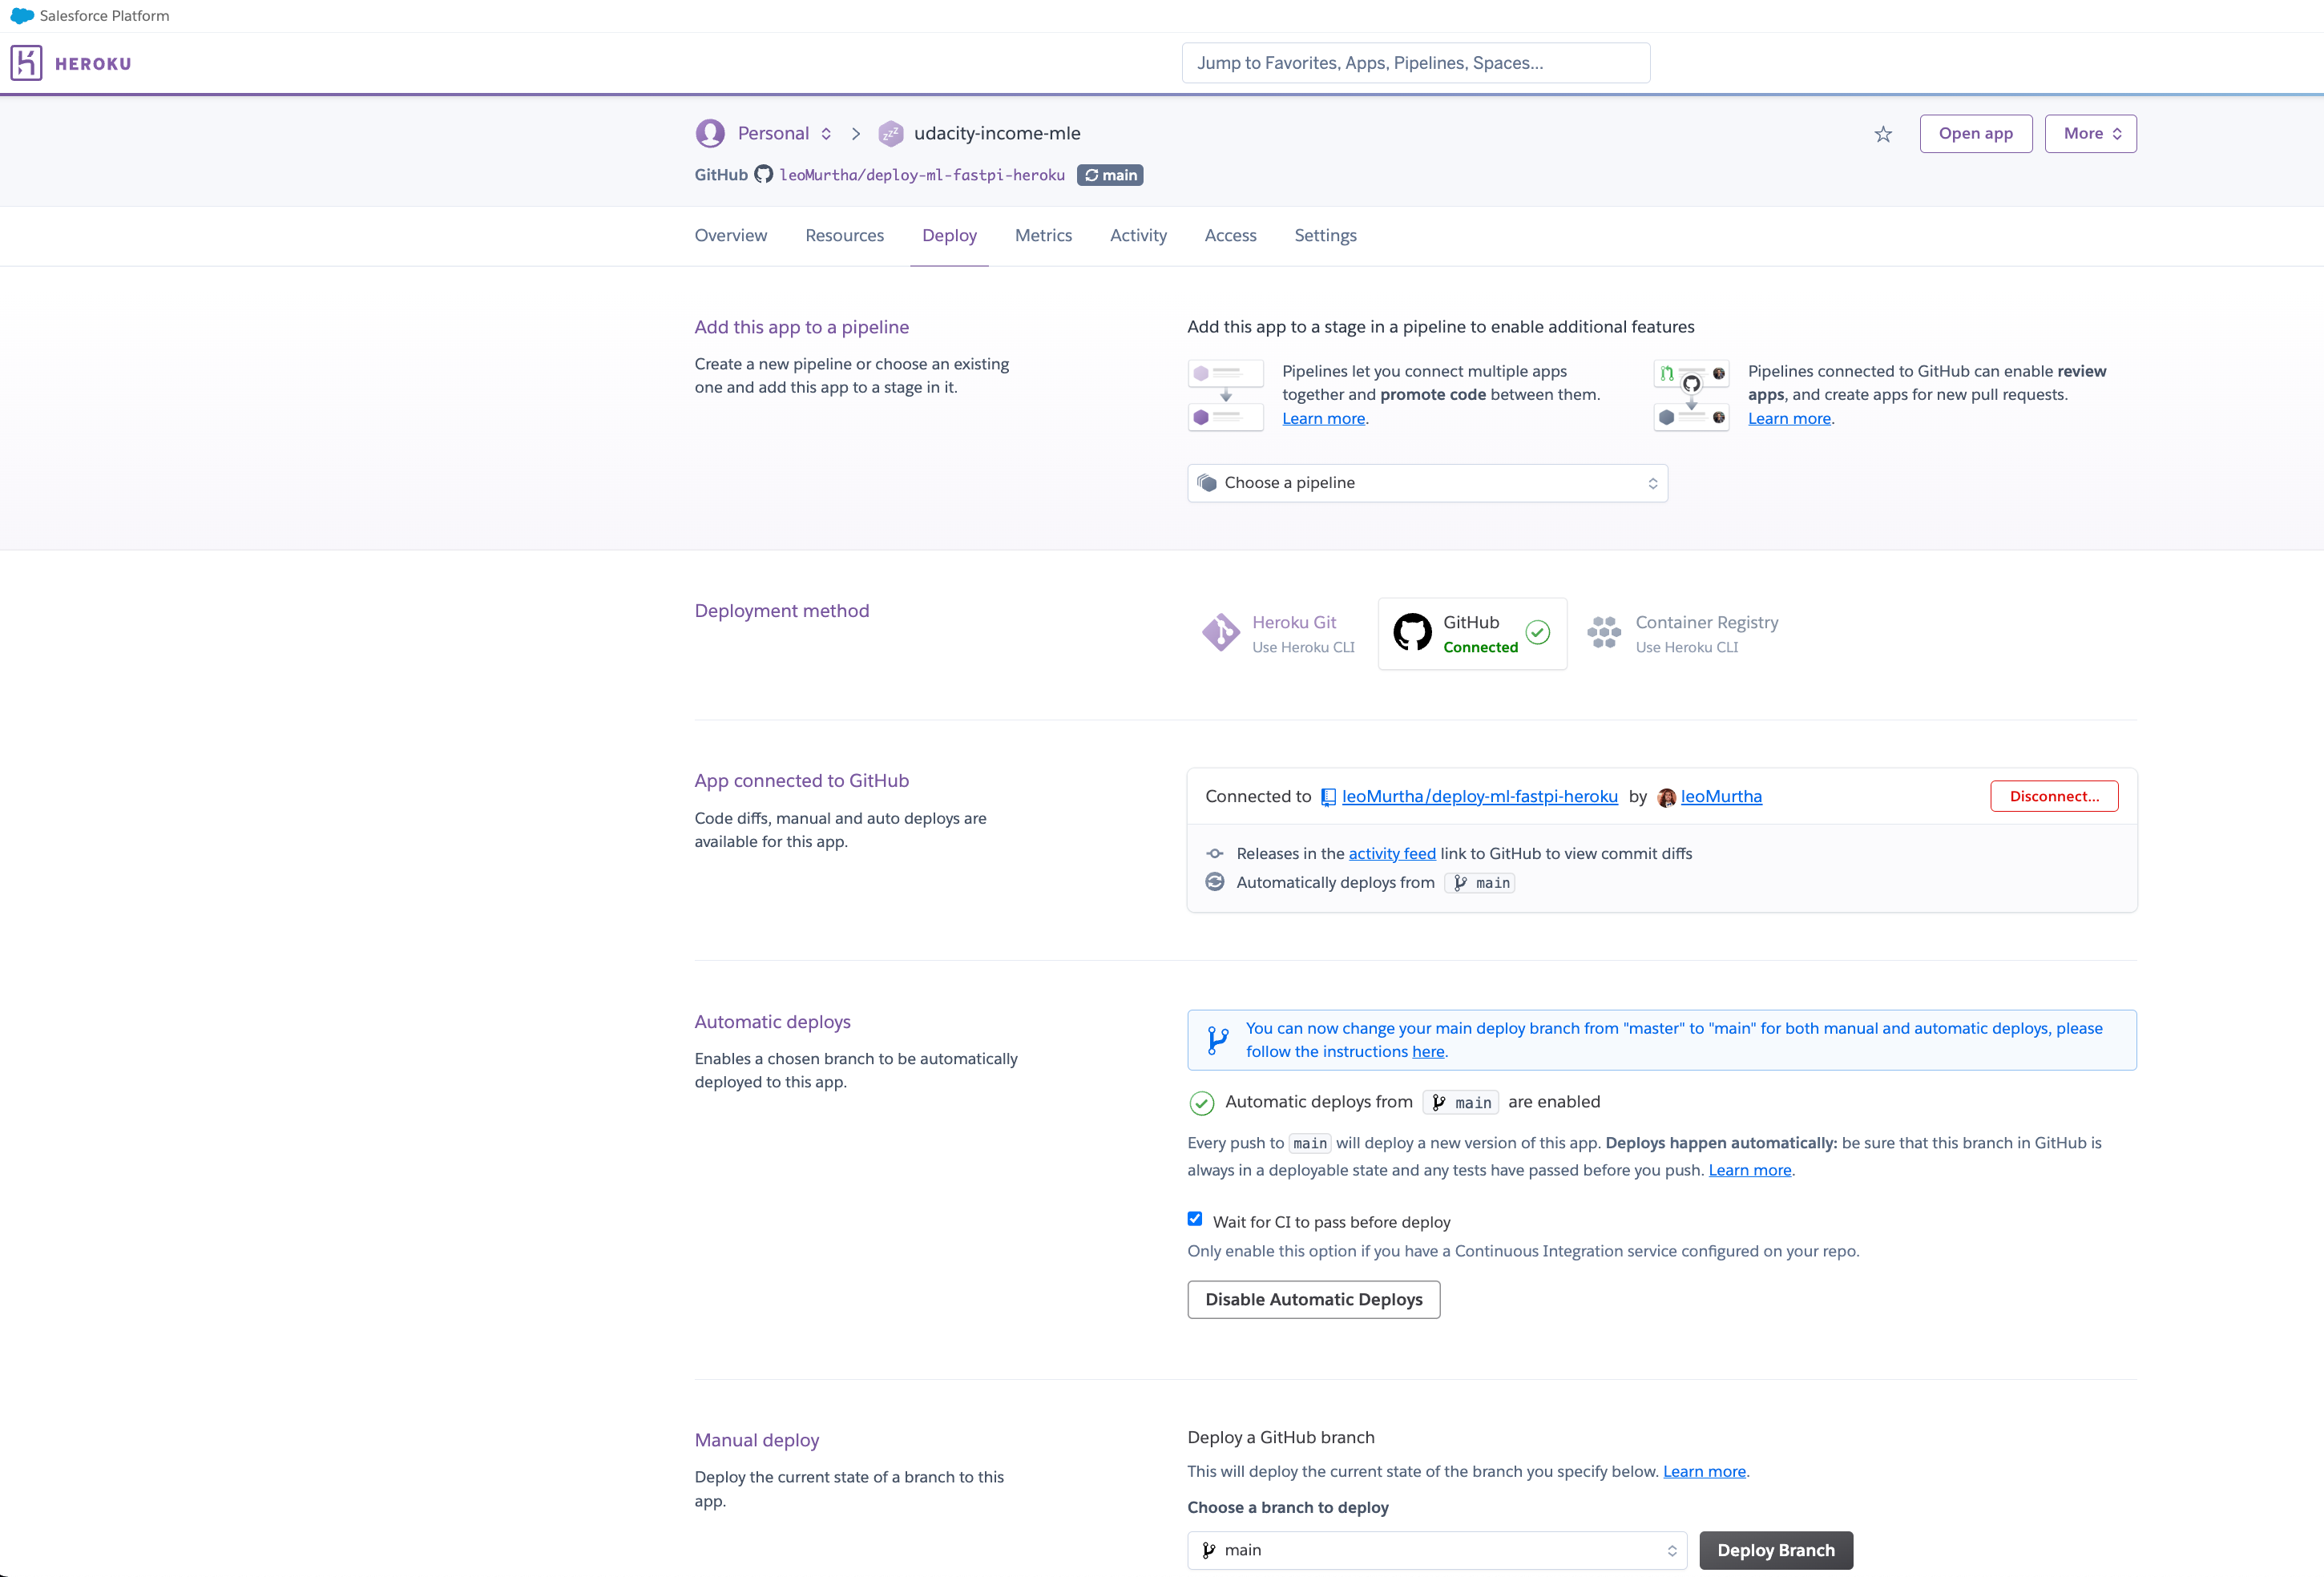 Salesforce Platform
HEROKU
Jump to Favorites, Apps, Pipelines, Spaces...
Personal
zzz
udacity-income-mle
Open app
More
GitHub leoMurtha/deploy-ml-fastpi-heroku main
Overview
Resources
Deploy
Metrics
Activity
Access
Settings
Add this app to a pipeline
Create a new pipeline or choose an existing
one and add this app to a stage in it.
Add this app to a stage in a pipeline to enable additional features
Pipelines let you connect multiple apps
together and promote code between them.
Learn more.
Pipelines connected to GitHub can enable review
apps, and create apps for new pull requests.
Learn more.
Choose a pipeline
Deployment method
Heroku Git
Use Heroku CLI
GitHub
Connected
Container Registry
Use Heroku CLI
App connected to GitHub
Code diffs, manual and auto deploys are
available for this app.
Connected to leoMurtha/deploy-ml-fastpi-heroku by leoMurtha
Disconnect...
Releases in the activity feed link to GitHub to view commit diffs
Automatically deploys from main
Automatic deploys
Enables a chosen branch to be automatically
deployed to this app.
You can now change your main deploy branch from "master" to "main" for both manual and automatic deploys, please
follow the instructions here.
Automatic deploys from main are enabled
Every push to main will deploy a new version of this app. Deploys happen automatically: be sure that this branch in GitHub is
always in a deployable state and any tests have passed before you push. Learn more.
Wait for CI to pass before deploy
Only enable this option if you have a Continuous Integration service configured on your repo.
Disable Automatic Deploys
Manual deploy
Deploy the current state of a branch to this
app.
Deploy a GitHub branch
This will deploy the current state of the branch you specify below. Learn more.
Choose a branch to deploy
main
Deploy Branch